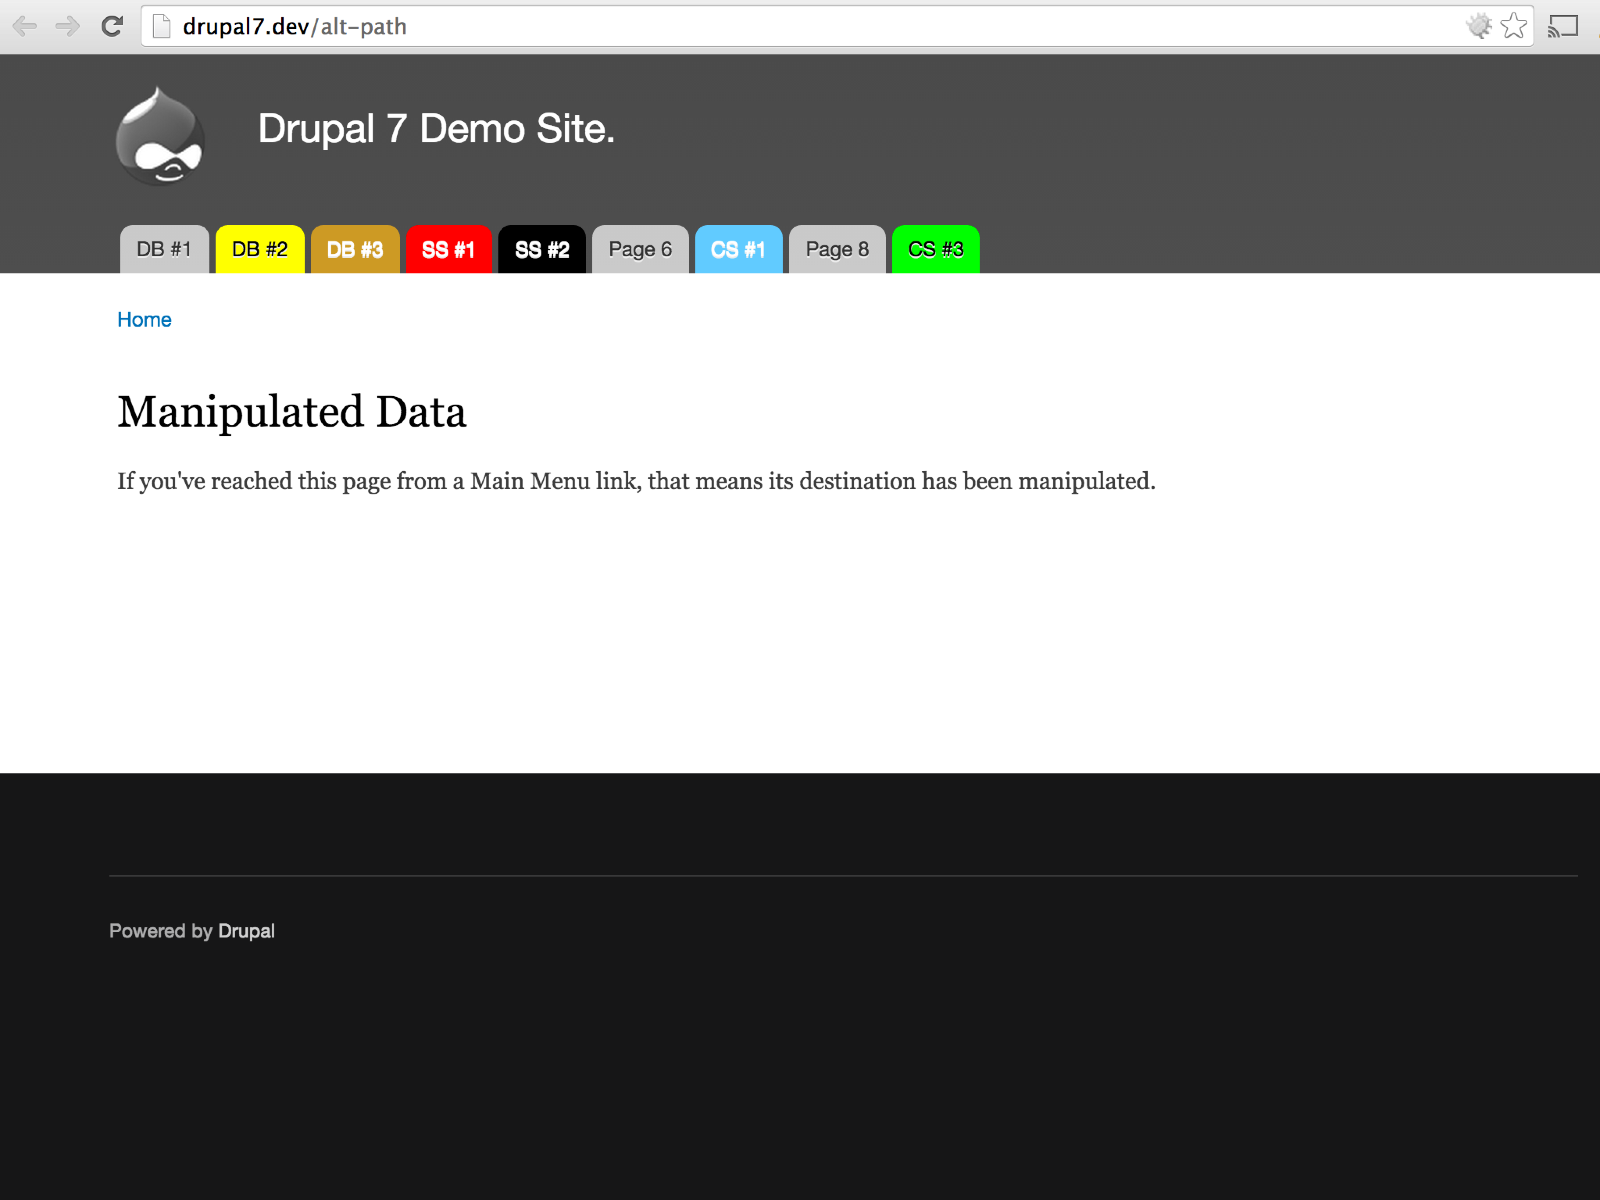 drupal7.dev/alt-path
Drupal 7 Demo Site.
DB #1 DB #2 DB #3 SS #1 SS #2 Page 6 CS #1 Page 8 CS #3
Home
Manipulated Data
If you've reached this page from a Main Menu link, that means its destination has been manipulated.
Powered by Drupal